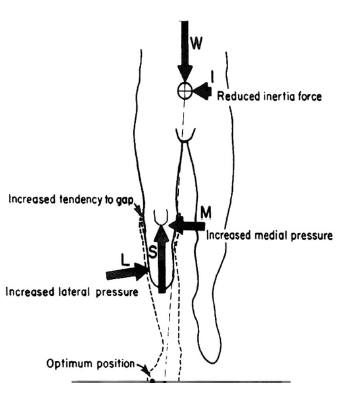 W
I
Reduced inertia force
Increased tendency to gap
M
Increased medial pressure
L
S
Increased lateral pressure
Optimum position